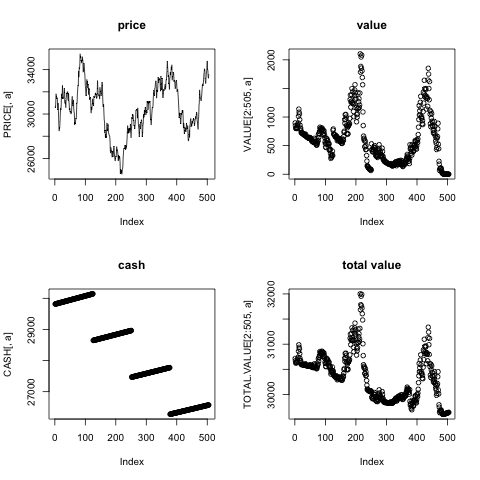 price
PRICE[, a]
26000 30000 34000
0 100 200 300 400 500
Index
value
VALUE[2:505, a]
0 500 1000 2000
0 100 200 300 400 500
Index
cash
CASH[, a]
27000 29000
0 100 200 300 400 500
Index
total value
TOTAL.VALUE[2:505, a]
30000 31000 32000
0 100 200 300 400 500
Index